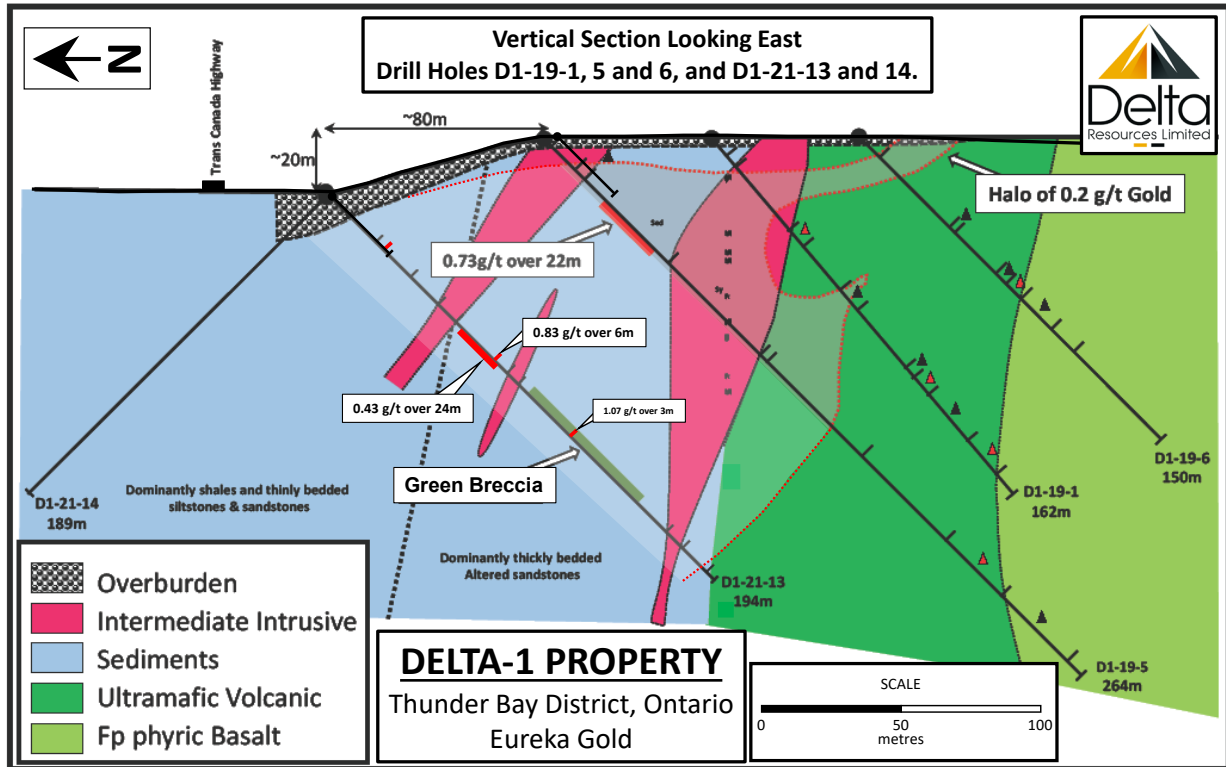 N
Trans Canada Highway
Vertical Section Looking East
Drill Holes D1-19-1, 5 and 6, and D1-21-13 and 14.
Delta
Resources Limited
~80m
~20m
Halo of 0.2 g/t Gold
Sed
0.73g/t over 22m
Sy
0.83 g/t over 6m
0.43 g/t over 24m
1.07 g/t over 3m
Green Breccia
D1-19-6
150m
D1-19-1
162m
D1-21-14
189m
Dominantly shales and thinly bedded
siltstones & sandstones
Dominantly thickly bedded
Altered sandstones
D1-21-13
194m
D1-19-5
264m
Overburden
Intermediate Intrusive
Sediments
Ultramafic Volcanic
Fp phyric Basalt
DELTA-1 PROPERTY
Thunder Bay District, Ontario
Eureka Gold
SCALE
0 50 100
metres